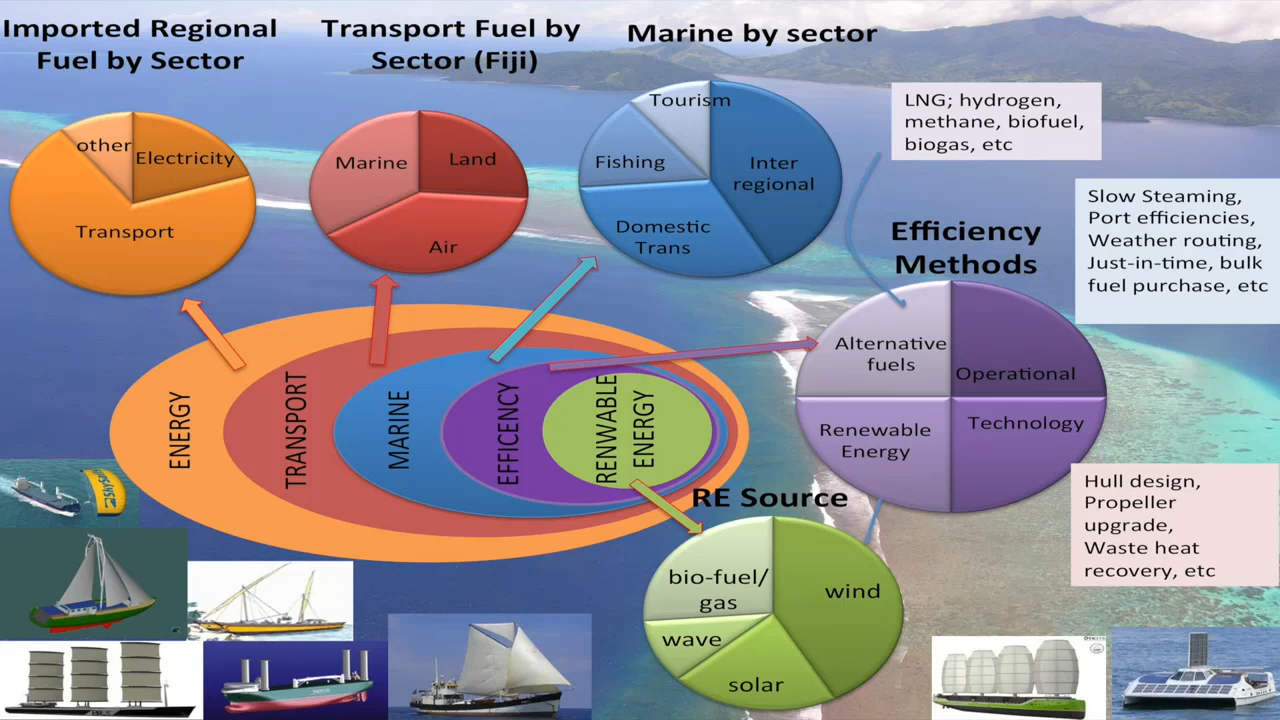 Imported Regional
Fuel by Sector
Transport Fuel by
Sector (Fiji)
Marine by sector
other
Electricity
Transport
Marine
Land
Air
Tourism
Fishing
Inter
regional
Domestic
Trans
LNG; hydrogen,
methane, biofuel,
biogas, etc
Slow Steaming,
Port efficiencies,
Weather routing,
Just-in-time, bulk
fuel purchase, etc
Efficiency
Methods
Alternative
fuels
Operational
Renewable
Energy
Technology
ENERGY
TRANSPORT
MARINE
EFFICENCY
RENWABLE
ENERGY
Hull design,
Propeller
upgrade,
Waste heat
recovery, etc
RE Source
bio-fuel/
gas
wind
wave
solar